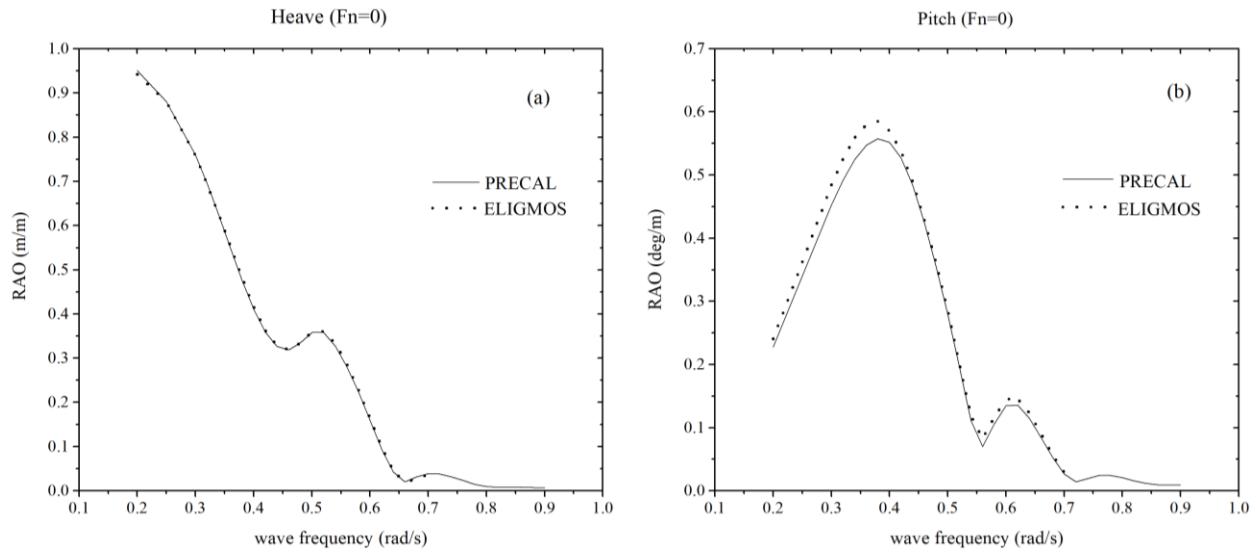 Heave (Fn=0)
1.0
0.9
0.8
0.7
0.6
0.5
0.4
0.3
0.2
0.1
0.0
RAO (m/m)
(a)
PRECAL
ELIGMOS
0.1 0.2 0.3 0.4 0.5 0.6 0.7 0.8 0.9 1.0
wave frequency (rad/s)
Pitch (Fn=0)
0.7
0.6
0.5
0.4
0.3
0.2
0.1
0.0
RAO (deg/m)
(b)
PRECAL
ELIGMOS
0.1 0.2 0.3 0.4 0.5 0.6 0.7 0.8 0.9 1.0
wave frequency (rad/s)